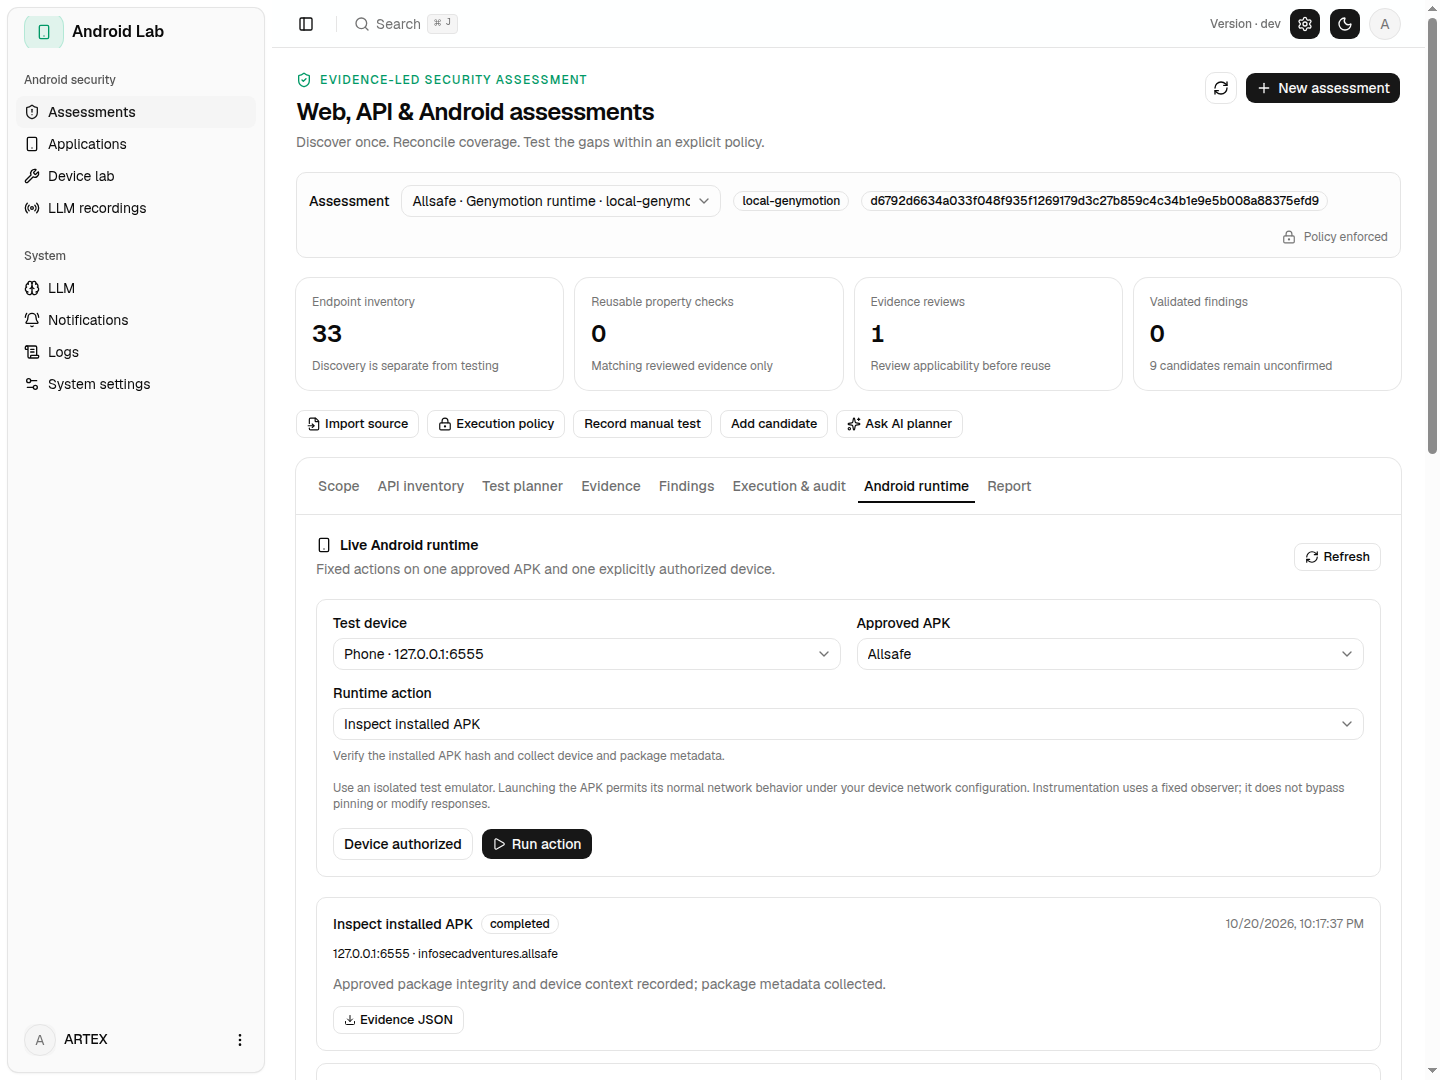 Android Lab
Android security
Assessments
Applications
Device lab
LLM recordings
System
LLM
Notifications
Logs
System settings
A
ARTEX
Search
⌘ J
Version · dev
A
EVIDENCE-LED SECURITY ASSESSMENT
Web, API & Android assessments
Discover once. Reconcile coverage. Test the gaps within an explicit policy.
New assessment
Assessment
Allsafe · Genymotion runtime · local-genymo
local-genymotion
d6792d6634a033f048f935f1269179d3c27b859c4c34b1e9e5b008a88375efd9
Policy enforced
Endpoint inventory
33
Discovery is separate from testing
Reusable property checks
0
Matching reviewed evidence only
Evidence reviews
1
Review applicability before reuse
Validated findings
0
9 candidates remain unconfirmed
Import source
Execution policy
Record manual test
Add candidate
Ask AI planner
Scope
API inventory
Test planner
Evidence
Findings
Execution & audit
Android runtime
Report
Live Android runtime
Fixed actions on one approved APK and one explicitly authorized device.
Refresh
Test device
Phone · 127.0.0.1:6555
Approved APK
Allsafe
Runtime action
Inspect installed APK
Verify the installed APK hash and collect device and package metadata.
Use an isolated test emulator. Launching the APK permits its normal network behavior under your device network configuration. Instrumentation uses a fixed observer; it does not bypass
pinning or modify responses.
Device authorized
Run action
Inspect installed APK
completed
10/20/2026, 10:17:37 PM
127.0.0.1:6555 · infosecadventures.allsafe
Approved package integrity and device context recorded; package metadata collected.
Evidence JSON